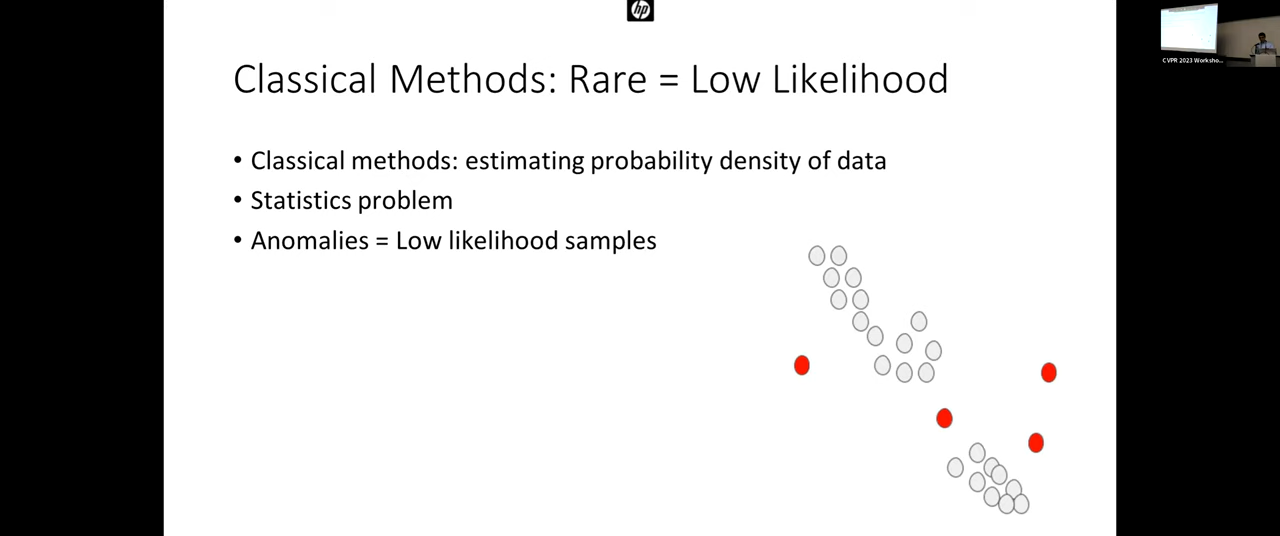 hp
Classical Methods: Rare = Low Likelihood
• Classical methods: estimating probability density of data
• Statistics problem
• Anomalies = Low likelihood samples
CVPR 2023 Worksho...